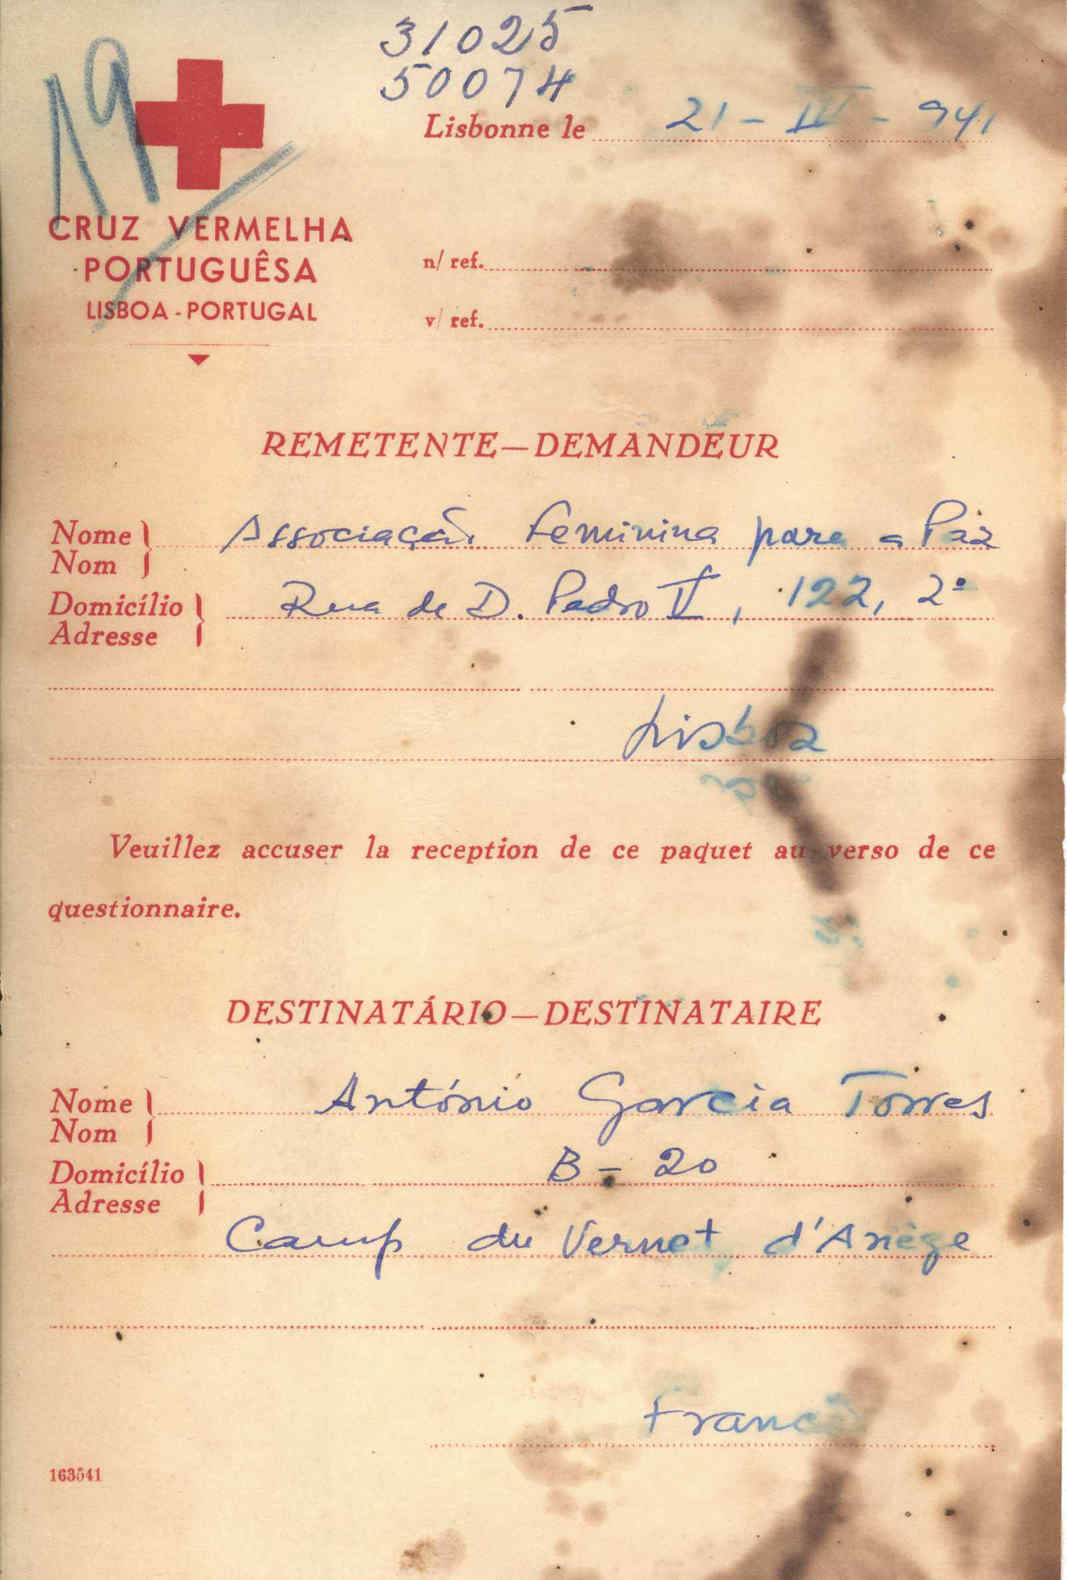 31025
50074
19
Lisbonne le 21 - IV - 941
CRUZ VERMELHA
PORTUGUÊSA
LISBOA - PORTUGAL
n/ ref.
v/ ref.
REMETENTE—DEMANDEUR
Nome
Nom
Associação Feminina para a Paz
Domicílio
Adresse
Rua de D. Pedro V, 122, 2º
Lisboa
Veuillez accuser la reception de ce paquet au verso de ce
questionnaire.
DESTINATÁRIO—DESTINATAIRE
Nome
Nom
António Garcia Torres
Domicílio
Adresse
B - 20
Camp du Vernet d'Ariège
France
163541